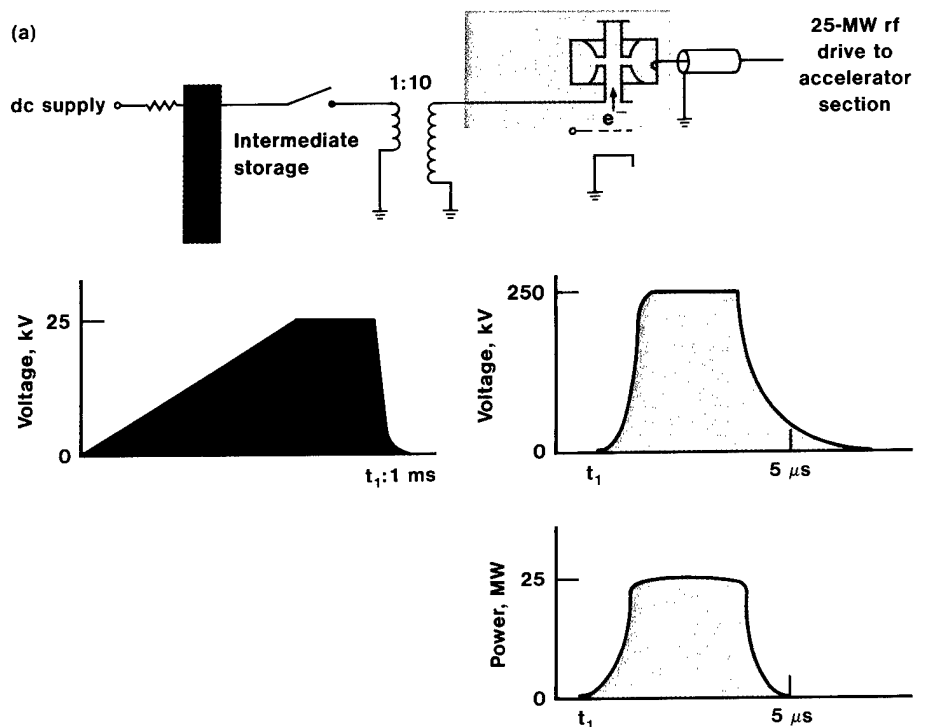 (a)
25-MW rf
drive to
accelerator
section
1:10
dc supply
Intermediate
storage
e⁻
Voltage, kV
25
0
t₁:1 ms
Voltage, kV
250
0
t₁
5 μs
Power, MW
25
0
t₁
5 μs